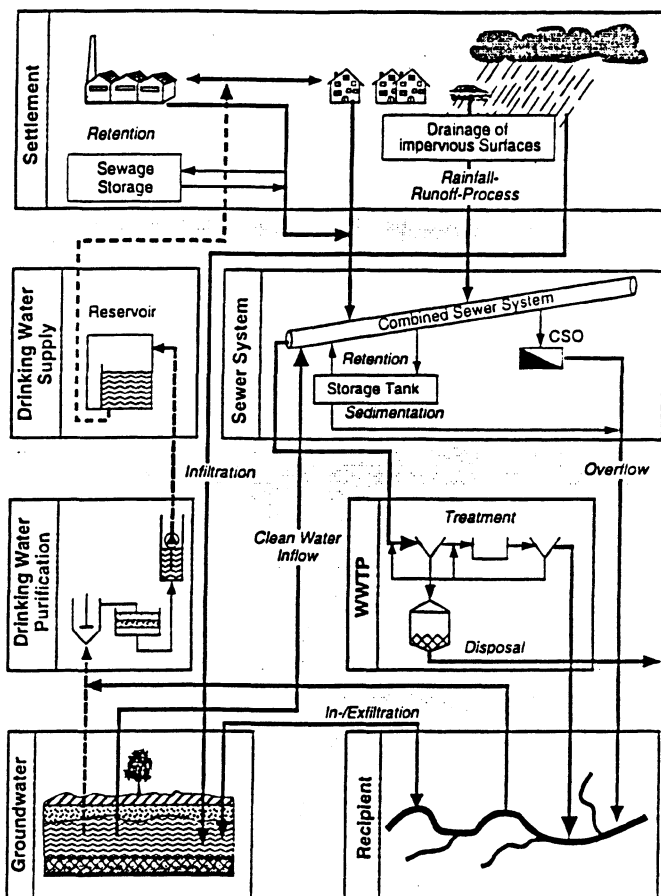 Settlement
Retention
Sewage
Storage
Drainage of
impervious Surfaces
Rainfall-
Runoff-Process
Drinking Water
Supply
Reservoir
Sewer System
Combined Sewer System
CSO
Retention
Storage Tank
Sedimentation
Infiltration
Overflow
Clean Water
Inflow
Drinking Water
Purification
WWTP
Treatment
Disposal
In-/Exfiltration
Groundwater
Recipient